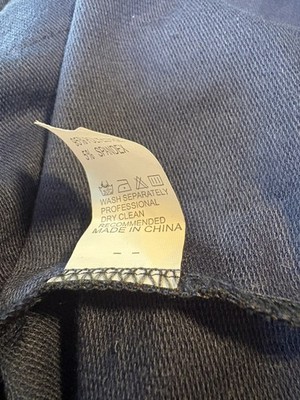 5% SPANDEX
WASH SEPARATELY
PROFESSIONAL
DRY CLEAN
RECOMMENDED
MADE IN CHINA
– –